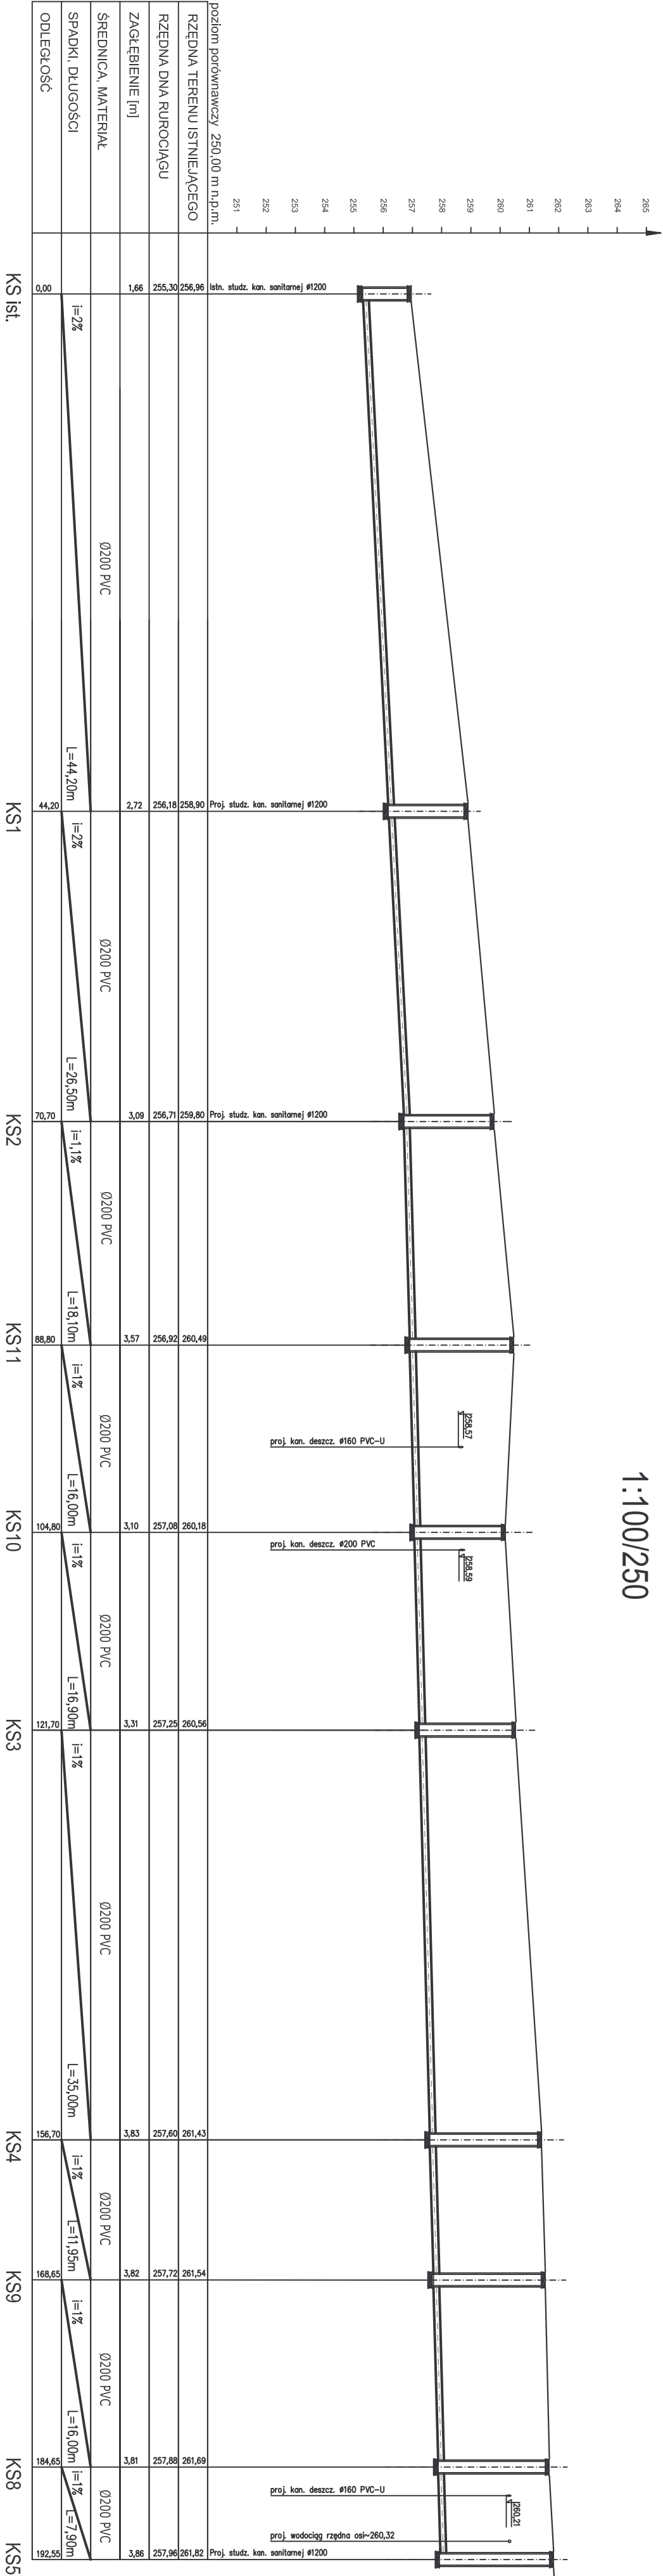 1:100/250
265
264
263
262
261
260
259
258
257
256
255
254
253
252
251
poziom porównawczy 250,00 m n.p.m.
Istn. studz. kan. sanitarnej ø1200
Proj. studz. kan. sanitarnej ø1200
Proj. studz. kan. sanitarnej ø1200
proj. kan. deszcz. ø160 PVC-U
258,57
proj. kan. deszcz. ø200 PVC
258,59
proj. kan. deszcz. ø160 PVC-U
260,21
proj. wodociąg rzędna osi~260,32
Proj. studz. kan. sanitarnej ø1200
RZĘDNA TERENU ISTNIEJĄCEGO 256,96 258,90 259,80 260,49 260,18 260,56 261,43 261,54 261,69 261,82
RZĘDNA DNA RUROCIĄGU 255,30 256,18 256,71 256,92 257,08 257,25 257,60 257,72 257,88 257,96
ZAGŁĘBIENIE [m] 1,66 2,72 3,09 3,57 3,10 3,31 3,83 3,82 3,81 3,86
ŚREDNICA, MATERIAŁ Ø200 PVC Ø200 PVC Ø200 PVC Ø200 PVC Ø200 PVC Ø200 PVC Ø200 PVC Ø200 PVC Ø200 PVC
SPADKI, DŁUGOŚCI i=2% L=44,20m i=2% L=26,50m i=1,1% L=18,10m i=1% L=16,00m i=1% L=16,90m i=1% L=35,00m i=1% L=11,95m i=1% L=16,00m i=1% L=7,90m
ODLEGŁOŚĆ 0,00 44,20 70,70 88,80 104,80 121,70 156,70 168,65 184,65 192,55
KS ist. KS1 KS2 KS11 KS10 KS3 KS4 KS9 KS8 KS5